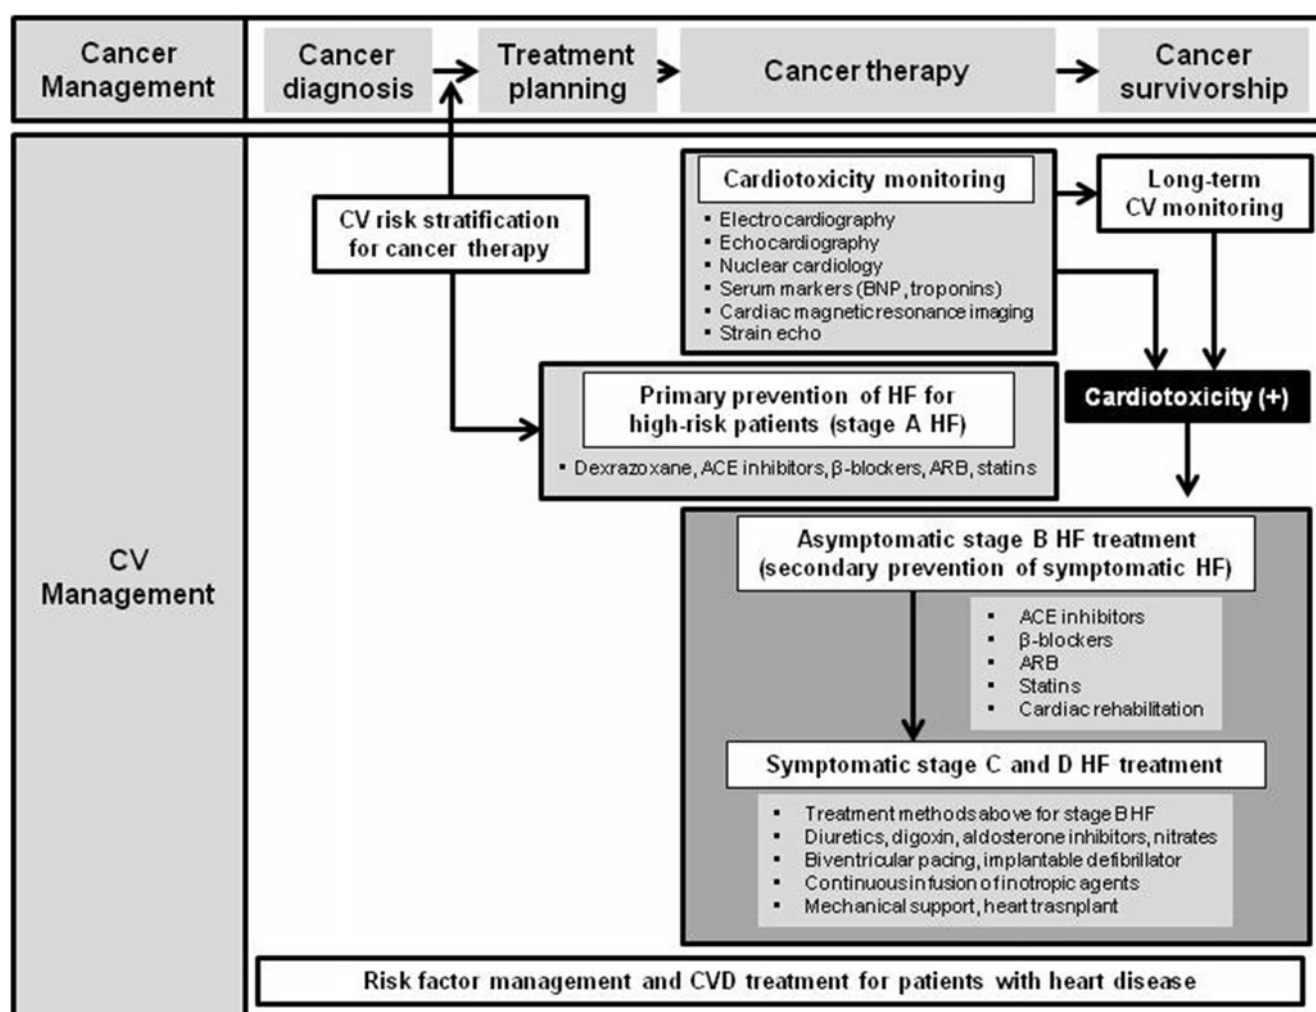 Cancer
Management
Cancer
diagnosis
Treatment
planning
Cancer therapy
Cancer
survivorship
CV
Management
CV risk stratification
for cancer therapy
Cardiotoxicity monitoring
▪ Electrocardiography
▪ Echocardiography
▪ Nuclear cardiology
▪ Serum markers (BNP, troponins)
▪ Cardiac magnetic resonance imaging
▪ Strain echo
Long-term
CV monitoring
Primary prevention of HF for
high-risk patients (stage A HF)
▪ Dexrazoxane, ACE inhibitors, β-blockers, ARB, statins
Cardiotoxicity (+)
Asymptomatic stage B HF treatment
(secondary prevention of symptomatic HF)
▪ ACE inhibitors
▪ β-blockers
▪ ARB
▪ Statins
▪ Cardiac rehabilitation
Symptomatic stage C and D HF treatment
▪ Treatment methods above for stage B HF
▪ Diuretics, digoxin, aldosterone inhibitors, nitrates
▪ Biventricular pacing, implantable defibrillator
▪ Continuous infusion of inotropic agents
▪ Mechanical support, heart trasnplant
Risk factor management and CVD treatment for patients with heart disease